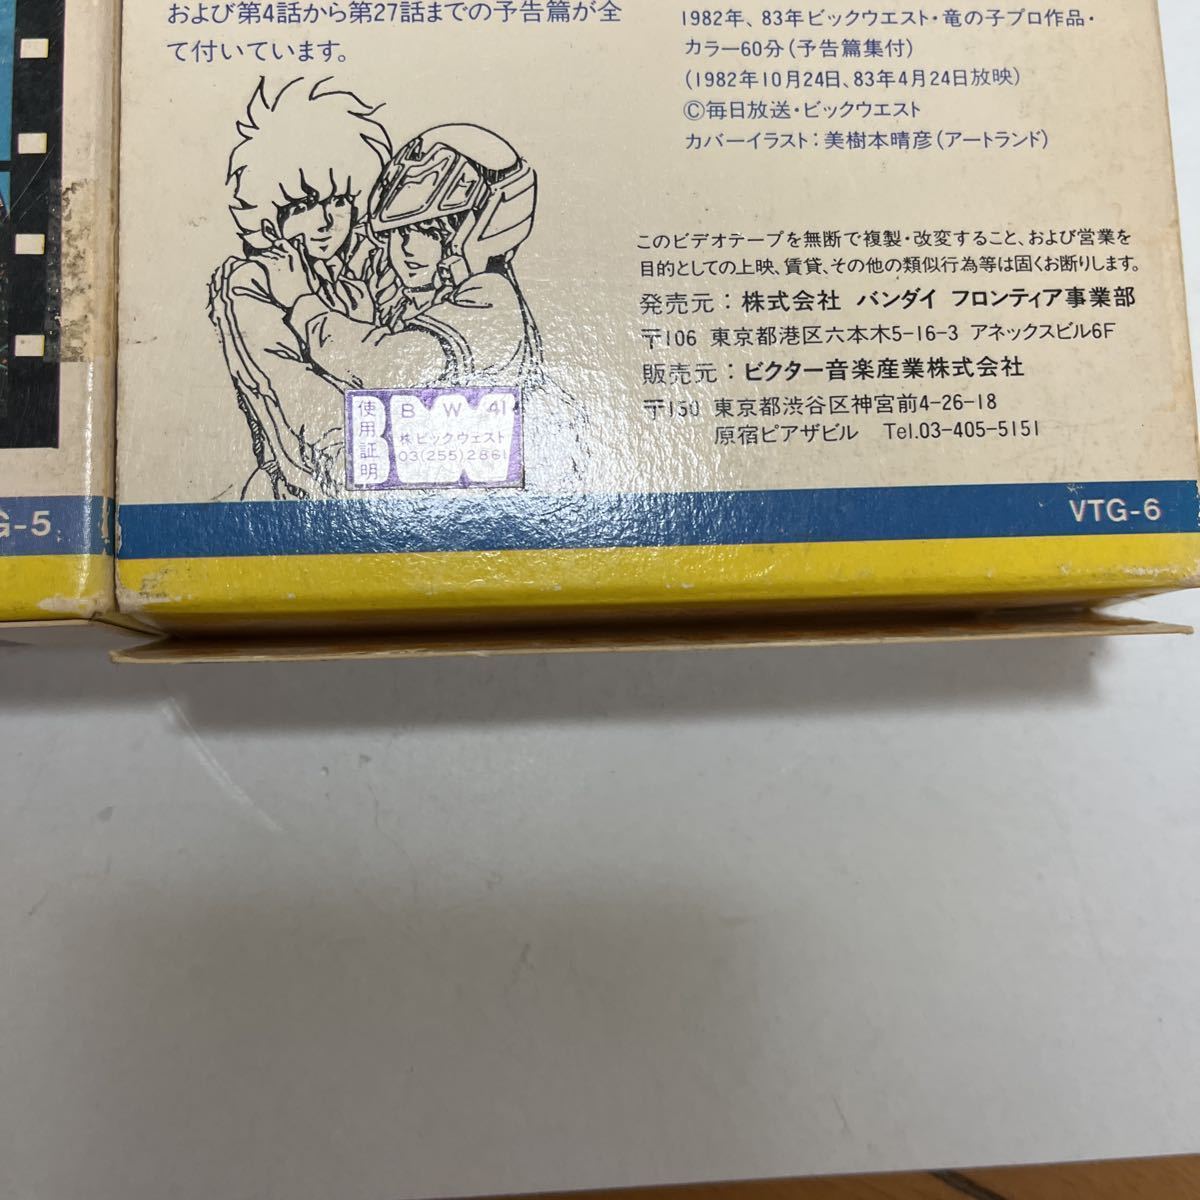 および第4話から第27話までの予告篇が全
て付いています。
1982年、83年ビックウエスト・竜の子プロ作品・
カラー60分(予告篇集付)
(1982年10月24日、83年4月24日放映)
Ⓒ毎日放送・ビックウエスト
カバーイラスト:美樹本晴彦(アートランド)
このビデオテープを無断で複製・改変すること、および営業を
目的としての上映、賃貸、その他の類似行為等は固くお断りします。
発売元:株式会社 バンダイ フロンティア事業部
〒106 東京都港区六本木5-16-3 アネックスビル6F
販売元:ビクター音楽産業株式会社
〒150 東京都渋谷区神宮前4-26-18
原宿ピアザビル Tel.03-405-5151
使用証明
BW41
㈱ビックウエスト
03(255)2861
G-5
VTG-6